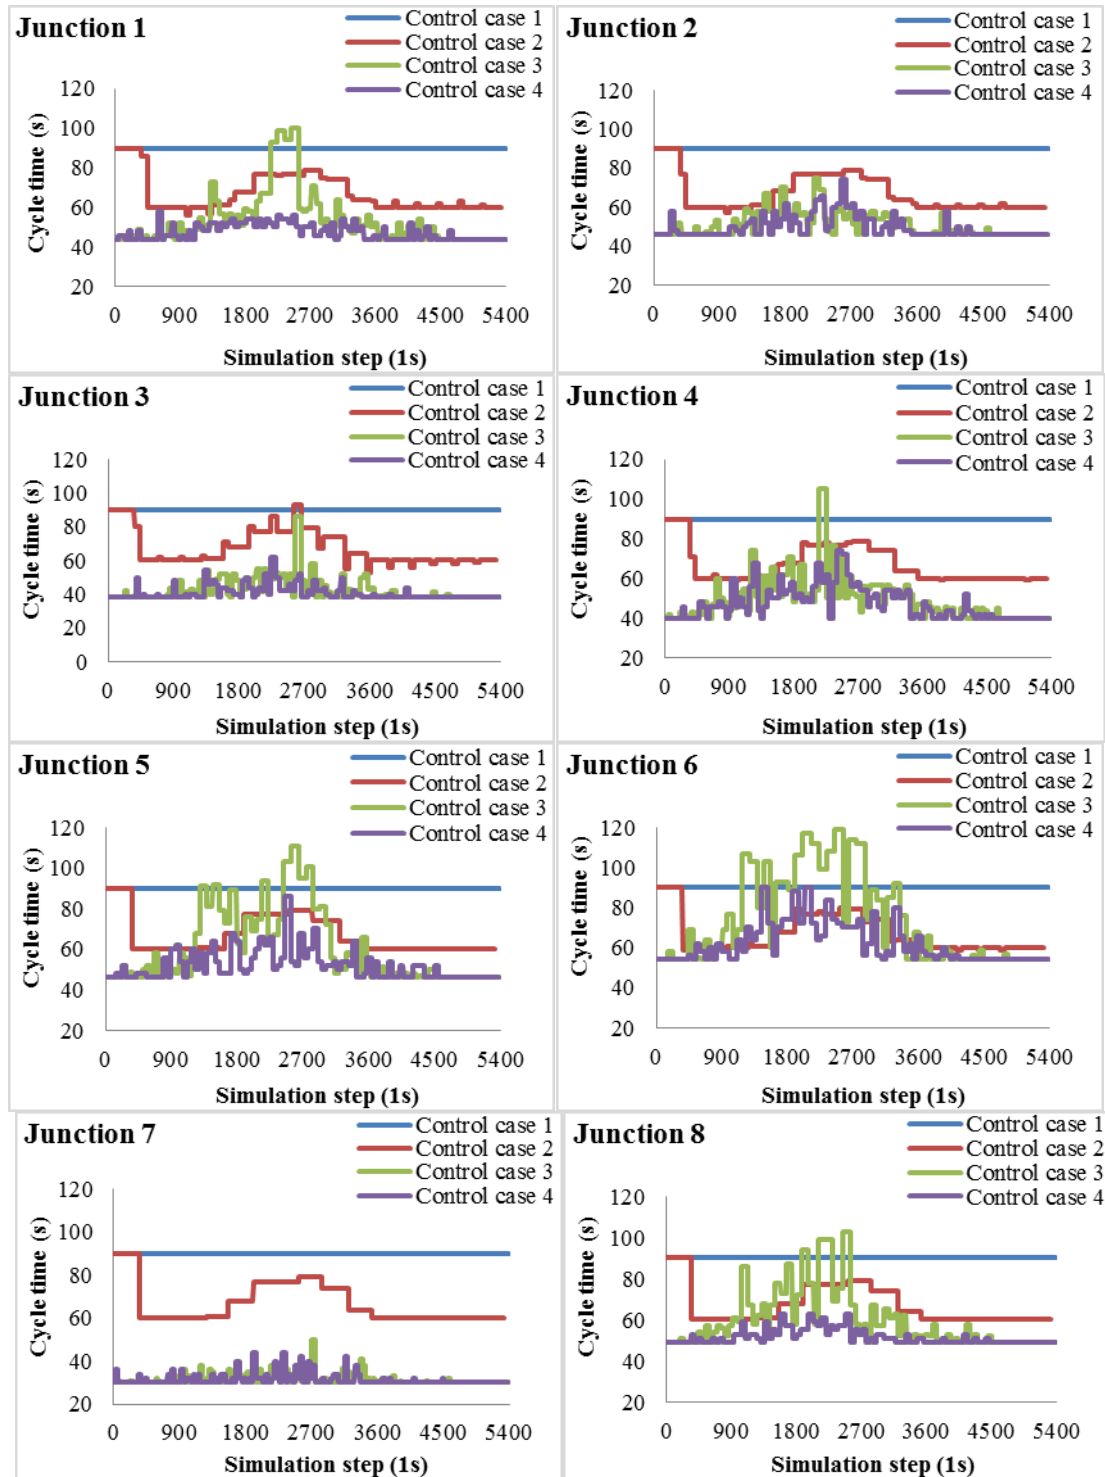 Junction 1
Control case 1
Control case 2
Control case 3
Control case 4
Cycle time (s)
120
100
80
60
40
20
0 900 1800 2700 3600 4500 5400
Simulation step (1s)
Junction 2
Control case 1
Control case 2
Control case 3
Control case 4
Cycle time (s)
120
100
80
60
40
20
0 900 1800 2700 3600 4500 5400
Simulation step (1s)
Junction 3
Control case 1
Control case 2
Control case 3
Control case 4
Cycle time (s)
120
100
80
60
40
20
0
0 900 1800 2700 3600 4500 5400
Simulation step (1s)
Junction 4
Control case 1
Control case 2
Control case 3
Control case 4
Cycle time (s)
120
100
80
60
40
20
0 900 1800 2700 3600 4500 5400
Simulation step (1s)
Junction 5
Control case 1
Control case 2
Control case 3
Control case 4
Cycle time (s)
120
100
80
60
40
20
0 900 1800 2700 3600 4500 5400
Simulation step (1s)
Junction 6
Control case 1
Control case 2
Control case 3
Control case 4
Cycle time (s)
120
100
80
60
40
20
0 900 1800 2700 3600 4500 5400
Simulation step (1s)
Junction 7
Control case 1
Control case 2
Control case 3
Control case 4
Cycle time (s)
120
100
80
60
40
20
0 900 1800 2700 3600 4500 5400
Simulation step (1s)
Junction 8
Control case 1
Control case 2
Control case 3
Control case 4
Cycle time (s)
120
100
80
60
40
20
0 900 1800 2700 3600 4500 5400
Simulation step (1s)